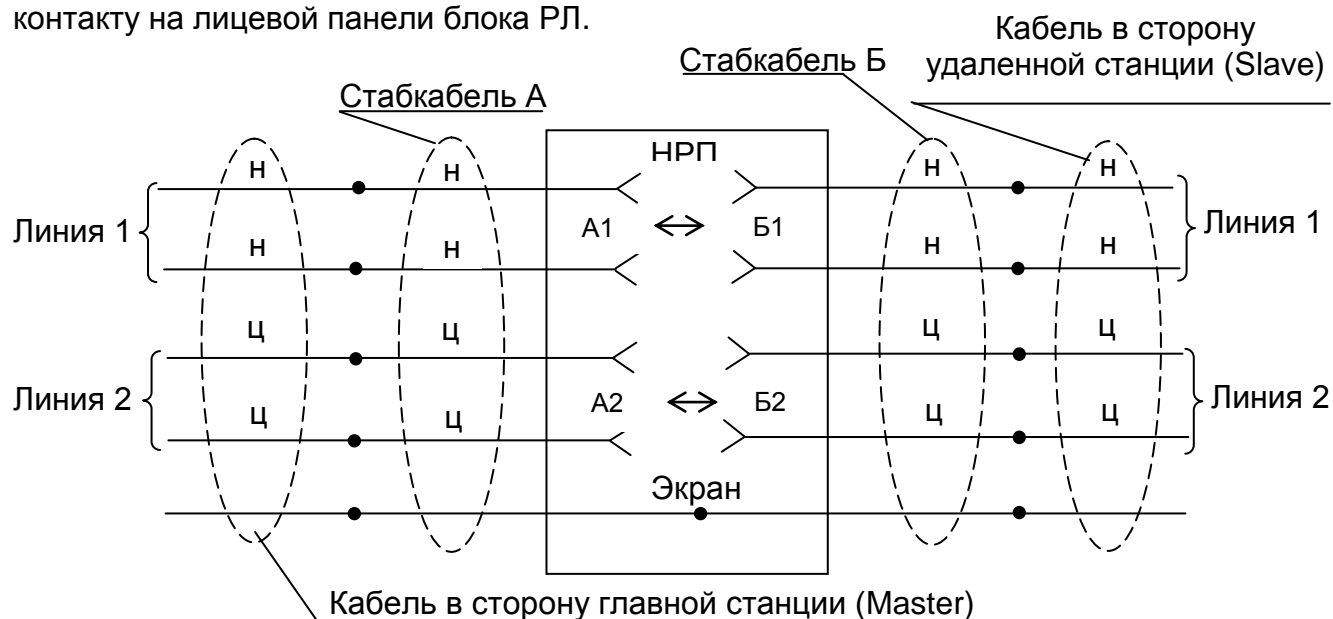 контакту на лицевой панели блока РЛ.
Кабель в сторону
удаленной станции (Slave)
Стабкабель Б
Стабкабель А
НРП
н н н н
Линия 1 А1 Б1 Линия 1
н н н н
ц ц ц ц
Линия 2 А2 Б2 Линия 2
ц ц ц ц
Экран
Кабель в сторону главной станции (Master)